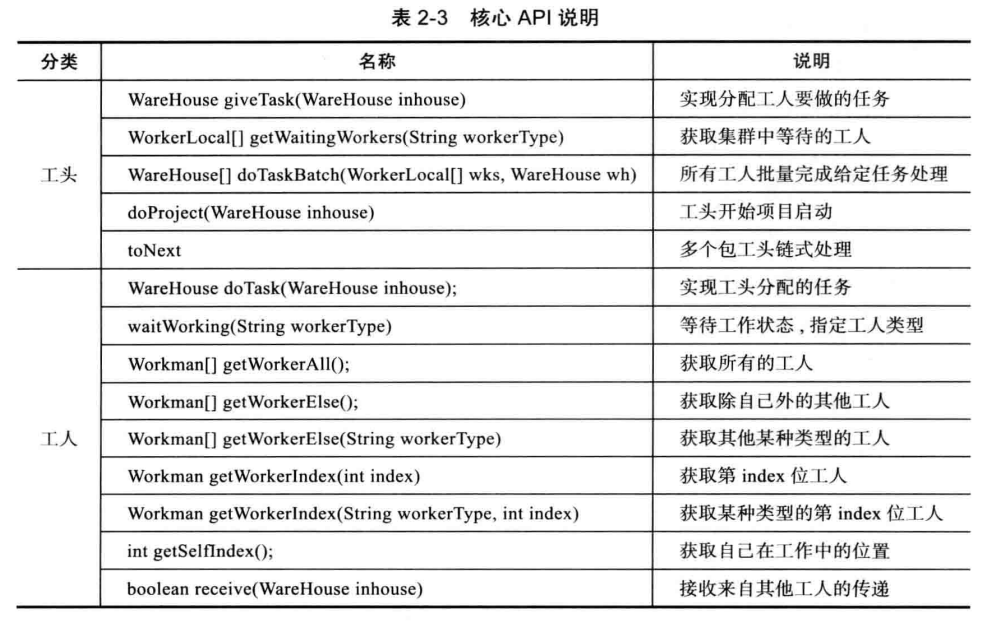 表 2-3 核心 API 说明
分类 名称 说明
WareHouse giveTask(WareHouse inhouse) 实现分配工人要做的任务
WorkerLocal[] getWaitingWorkers(String workerType) 获取集群中等待的工人
工头 WareHouse[] doTaskBatch(WorkerLocal[] wks, WareHouse wh) 所有工人批量完成给定任务处理
doProject(WareHouse inhouse) 工头开始项目启动
toNext 多个包工头链式处理
WareHouse doTask(WareHouse inhouse); 实现工头分配的任务
waitWorking(String workerType) 等待工作状态,指定工人类型
Workman[] getWorkerAll(); 获取所有的工人
Workman[] getWorkerElse(); 获取除自己外的其他工人
工人 Workman[] getWorkerElse(String workerType) 获取其他某种类型的工人
Workman getWorkerIndex(int index) 获取第 index 位工人
Workman getWorkerIndex(String workerType, int index) 获取某种类型的第 index 位工人
int getSelfIndex(); 获取自己在工作中的位置
boolean receive(WareHouse inhouse) 接收来自其他工人的传递